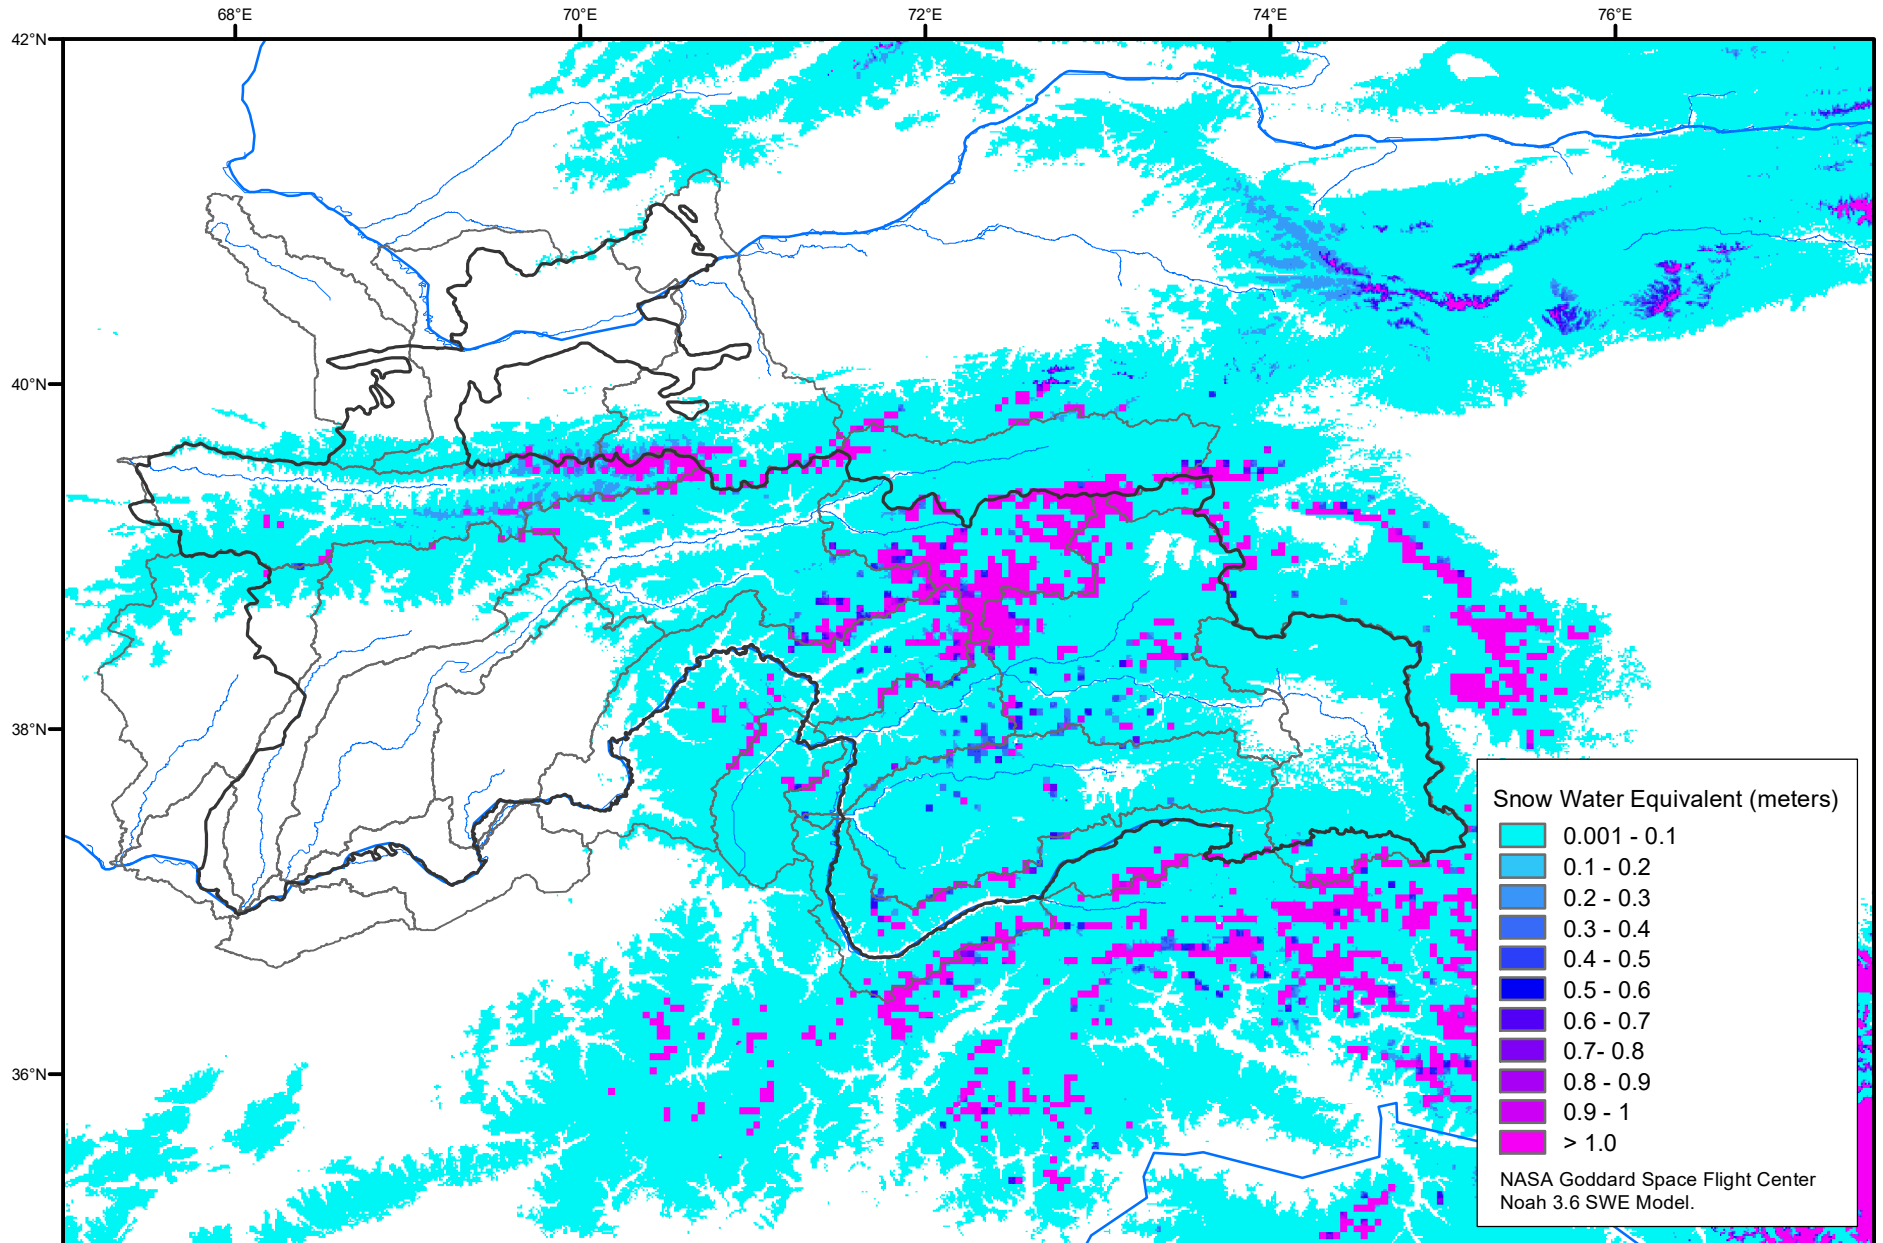 68°E 70°E 72°E 74°E 76°E
42°N
40°N
38°N
36°N
Snow Water Equivalent (meters)
0.001 - 0.1
0.1 - 0.2
0.2 - 0.3
0.3 - 0.4
0.4 - 0.5
0.5 - 0.6
0.6 - 0.7
0.7- 0.8
0.8 - 0.9
0.9 - 1
> 1.0
NASA Goddard Space Flight Center
Noah 3.6 SWE Model.